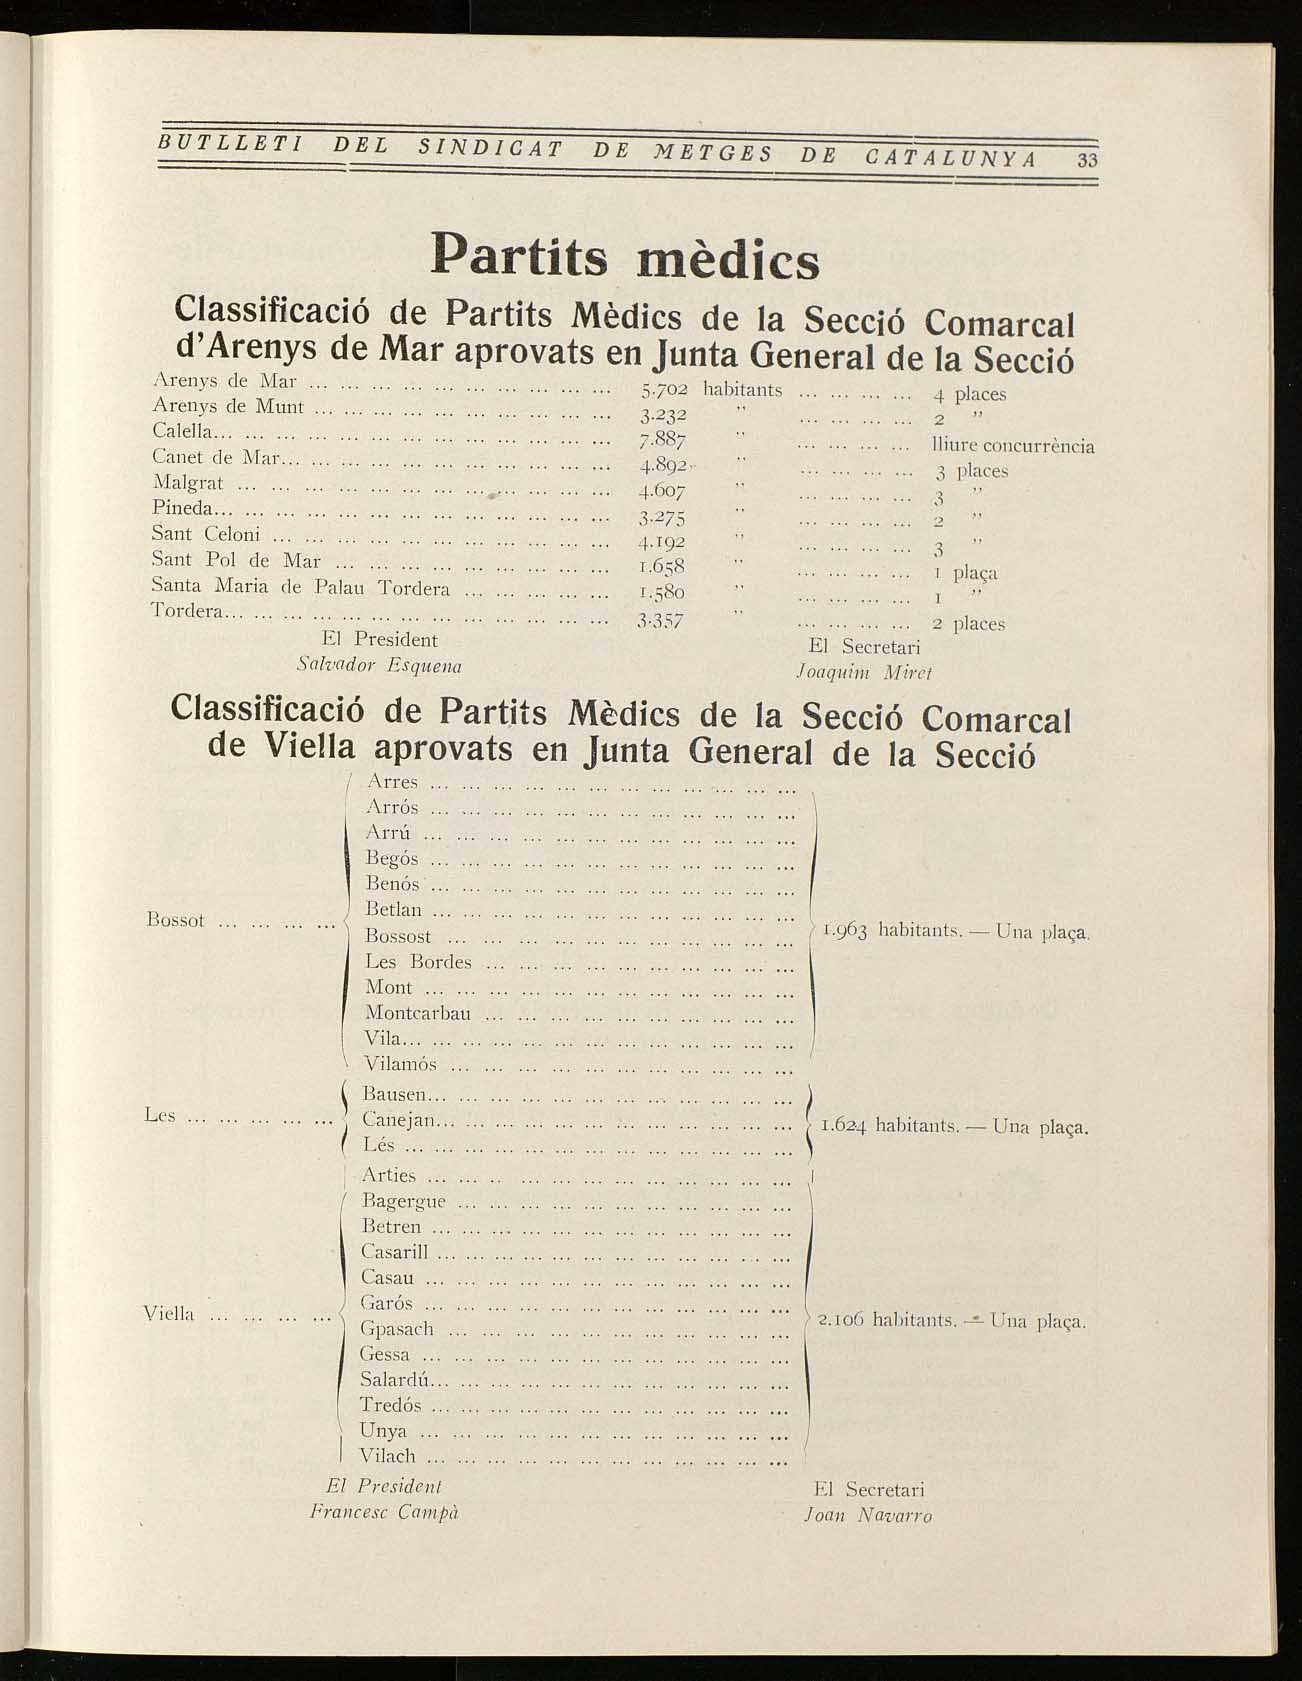 BUTLLETI DEL SINDICAT DE METGES DE CATALUNYA 33
Partits mèdics
Classificació de Partits Mèdics de la Secció Comarcal
d'Arenys de Mar aprovats en Junta General de la Secció
Arenys de Mar ... 5.702 habitants ... 4 places
Arenys de Munt ... 3.232 " ... 2 "
Calella... 7.887 " ... lliure concurrència
Canet de Mar... 4.892 " ... 3 places
Malgrat ... 4.607 " ... 3 "
Pineda... 3.275 " ... 2 "
Sant Celoni ... 4.192 " ... 3 "
Sant Pol de Mar ... 1.658 " ... 1 plaça
Santa Maria de Palau Tordera ... 1.580 " ... 1 "
Tordera... 3.357 " ... 2 places
El President El Secretari
Salvador Esquena Joaquim Miret
Classificació de Partits Mèdics de la Secció Comarcal
de Viella aprovats en Junta General de la Secció
Arres ...
Arrós ...
Arrú ...
Begós ...
Benós ...
Betlan ...
Bossot ... Bossost ... 1.963 habitants. — Una plaça.
Les Bordes ...
Mont ...
Montcarbau ...
Vila...
Vilamós ...
Bausen...
Les ... Canejan... 1.624 habitants. — Una plaça.
Lés ...
Arties ...
Bagergue ...
Betren ...
Casarill ...
Casau ...
Garós ...
Viella ... Gpasach ... 2.106 habitants. — Una plaça.
Gessa ...
Salardú...
Tredós ...
Unya ...
Vilach ...
El President El Secretari
Francesc Campà Joan Navarro